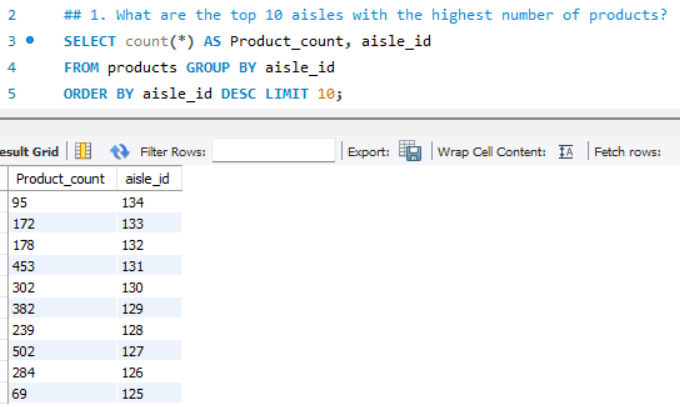 2 ## 1. What are the top 10 aisles with the highest number of products?
3 SELECT count(*) AS Product_count, aisle_id
4 FROM products GROUP BY aisle_id
5 ORDER BY aisle_id DESC LIMIT 10;
esult Grid Filter Rows: Export: Wrap Cell Content: IA Fetch rows:
Product_count aisle_id
95 134
172 133
178 132
453 131
302 130
382 129
239 128
502 127
284 126
69 125